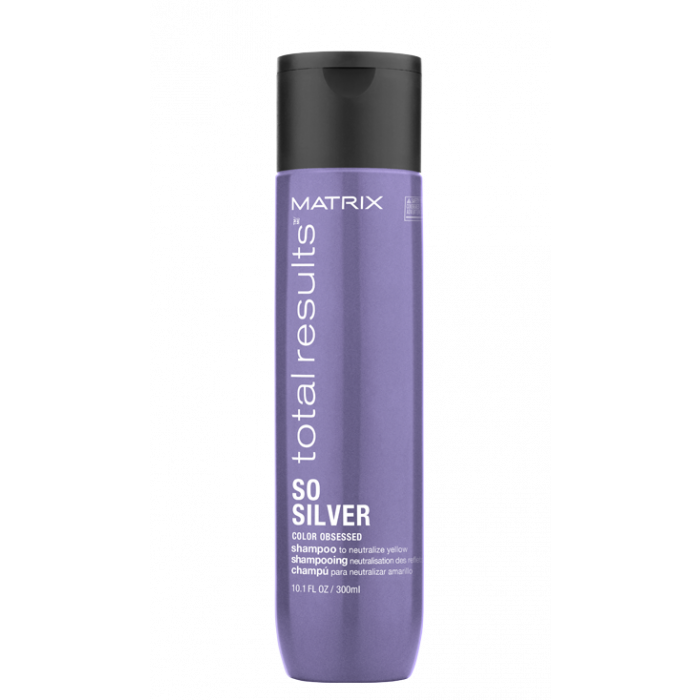 MATRIX
total results
SO
SILVER
COLOR OBSESSED
shampoo to neutralize yellow
shampooing neutralisation des
champú para neutralizar amarillo
10.1 FL OZ / 300ml